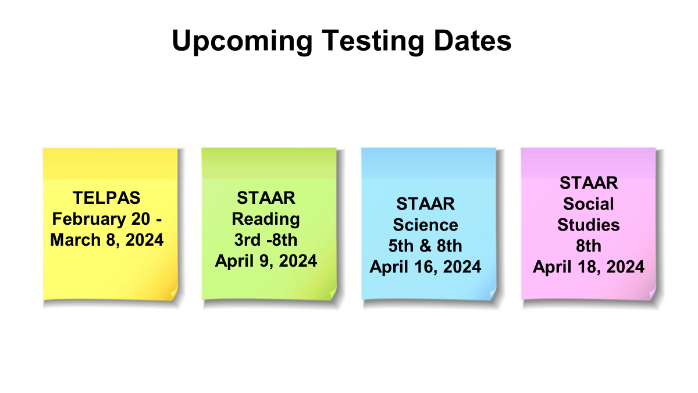 Upcoming Testing Dates
TELPAS
February 20 -
March 8, 2024
STAAR
Reading
3rd -8th
April 9, 2024
STAAR
Science
5th & 8th
April 16, 2024
STAAR
Social
Studies
8th
April 18, 2024